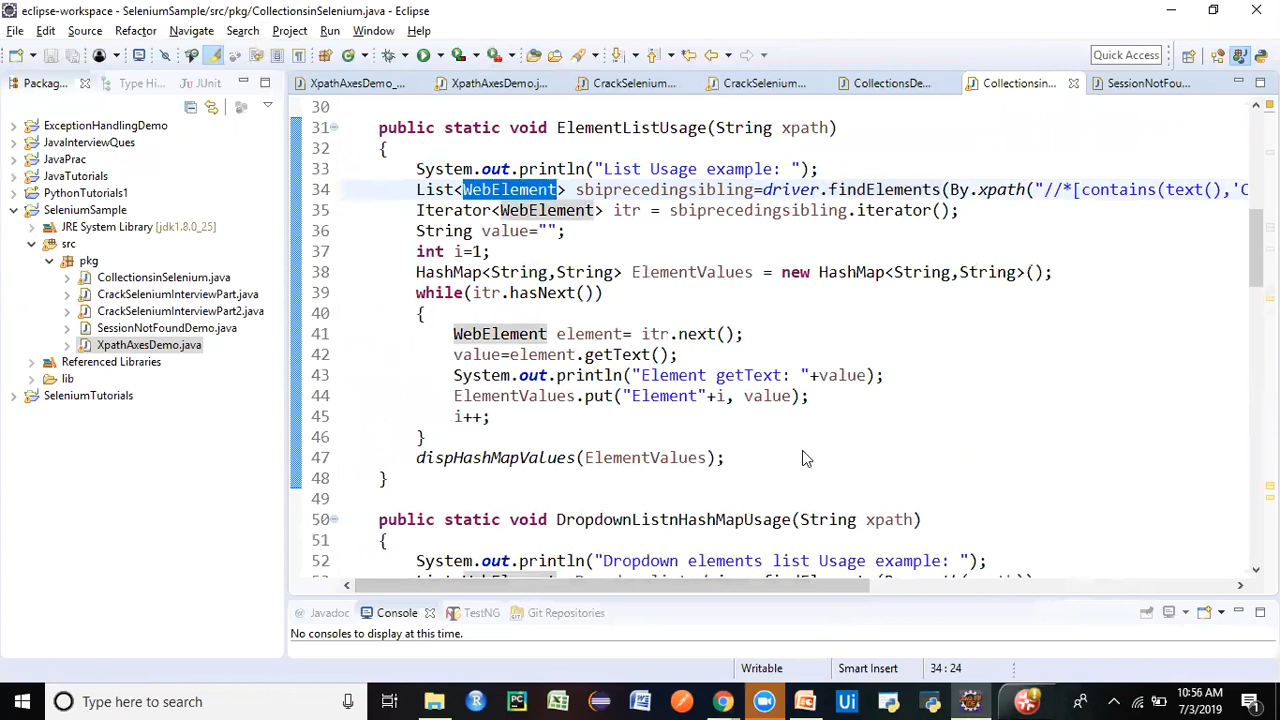 eclipse-workspace - SeleniumSample/src/pkg/CollectionsinSelenium.java - Eclipse
File Edit Source Refactor Navigate Search Project Run Window Help
Quick Access
Packag... Type Hi... JUnit
XpathAxesDemo_... XpathAxesDemo.j... CrackSelenium... CrackSelenium... CollectionsDe... Collectionsin... SessionNotFou...
ExceptionHandlingDemo
JavaInterviewQues
JavaPrac
JavaTutorials
PythonTutorials1
SeleniumSample
JRE System Library [jdk1.8.0_25]
src
pkg
CollectionsinSelenium.java
CrackSeleniumInterviewPart.java
CrackSeleniumInterviewPart2.java
SessionNotFoundDemo.java
XpathAxesDemo.java
Referenced Libraries
lib
SeleniumTutorials
30
31 public static void ElementListUsage(String xpath)
32 {
33 System.out.println("List Usage example: ");
34 List<WebElement> sbiprecedingsibling=driver.findElements(By.xpath("//*[contains(text(),'C
35 Iterator<WebElement> itr = sbiprecedingsibling.iterator();
36 String value="";
37 int i=1;
38 HashMap<String,String> ElementValues = new HashMap<String,String>();
39 while(itr.hasNext())
40 {
41 WebElement element= itr.next();
42 value=element.getText();
43 System.out.println("Element getText: "+value);
44 ElementValues.put("Element"+i, value);
45 i++;
46 }
47 dispHashMapValues(ElementValues);
48 }
49
50 public static void DropdownListnHashMapUsage(String xpath)
51 {
52 System.out.println("Dropdown elements list Usage example: ");
Javadoc Console TestNG Git Repositories
No consoles to display at this time.
Writable Smart Insert 34 : 24
Type here to search
10:56 AM
7/3/2019